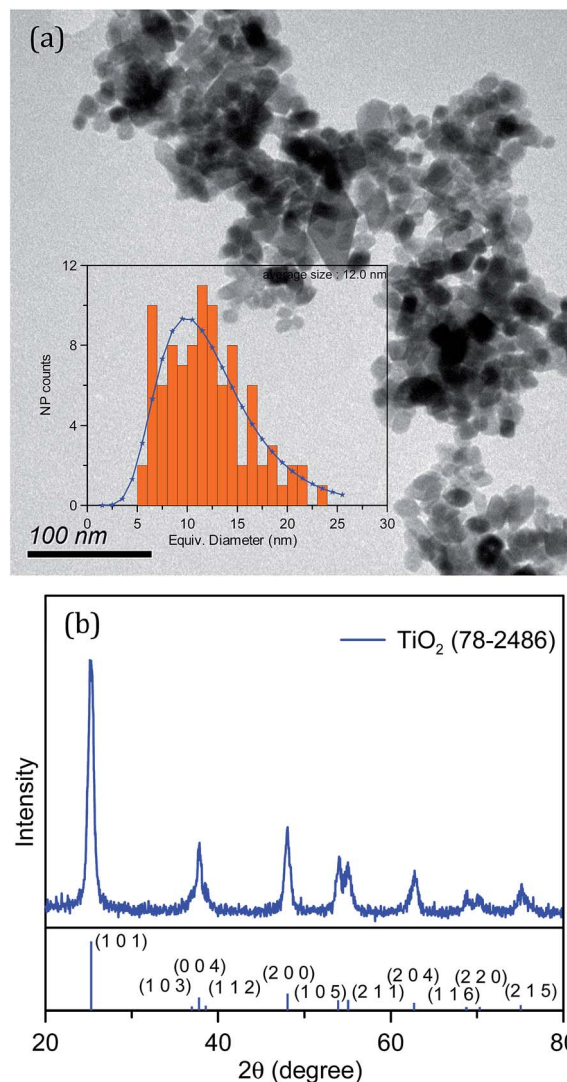 (a)
average size : 12.0 nm
12
8
4
0
NP counts
0 5 10 15 20 25 30
Equiv. Diameter (nm)
100 nm
(b)
TiO₂ (78-2486)
Intensity
(1 0 1)
(0 0 4)
(1 0 3) (1 1 2)
(2 0 0)
(1 0 5) (2 1 1)
(2 0 4) (2 2 0)
(1 1 6) (2 1 5)
20 40 60 80
2θ (degree)